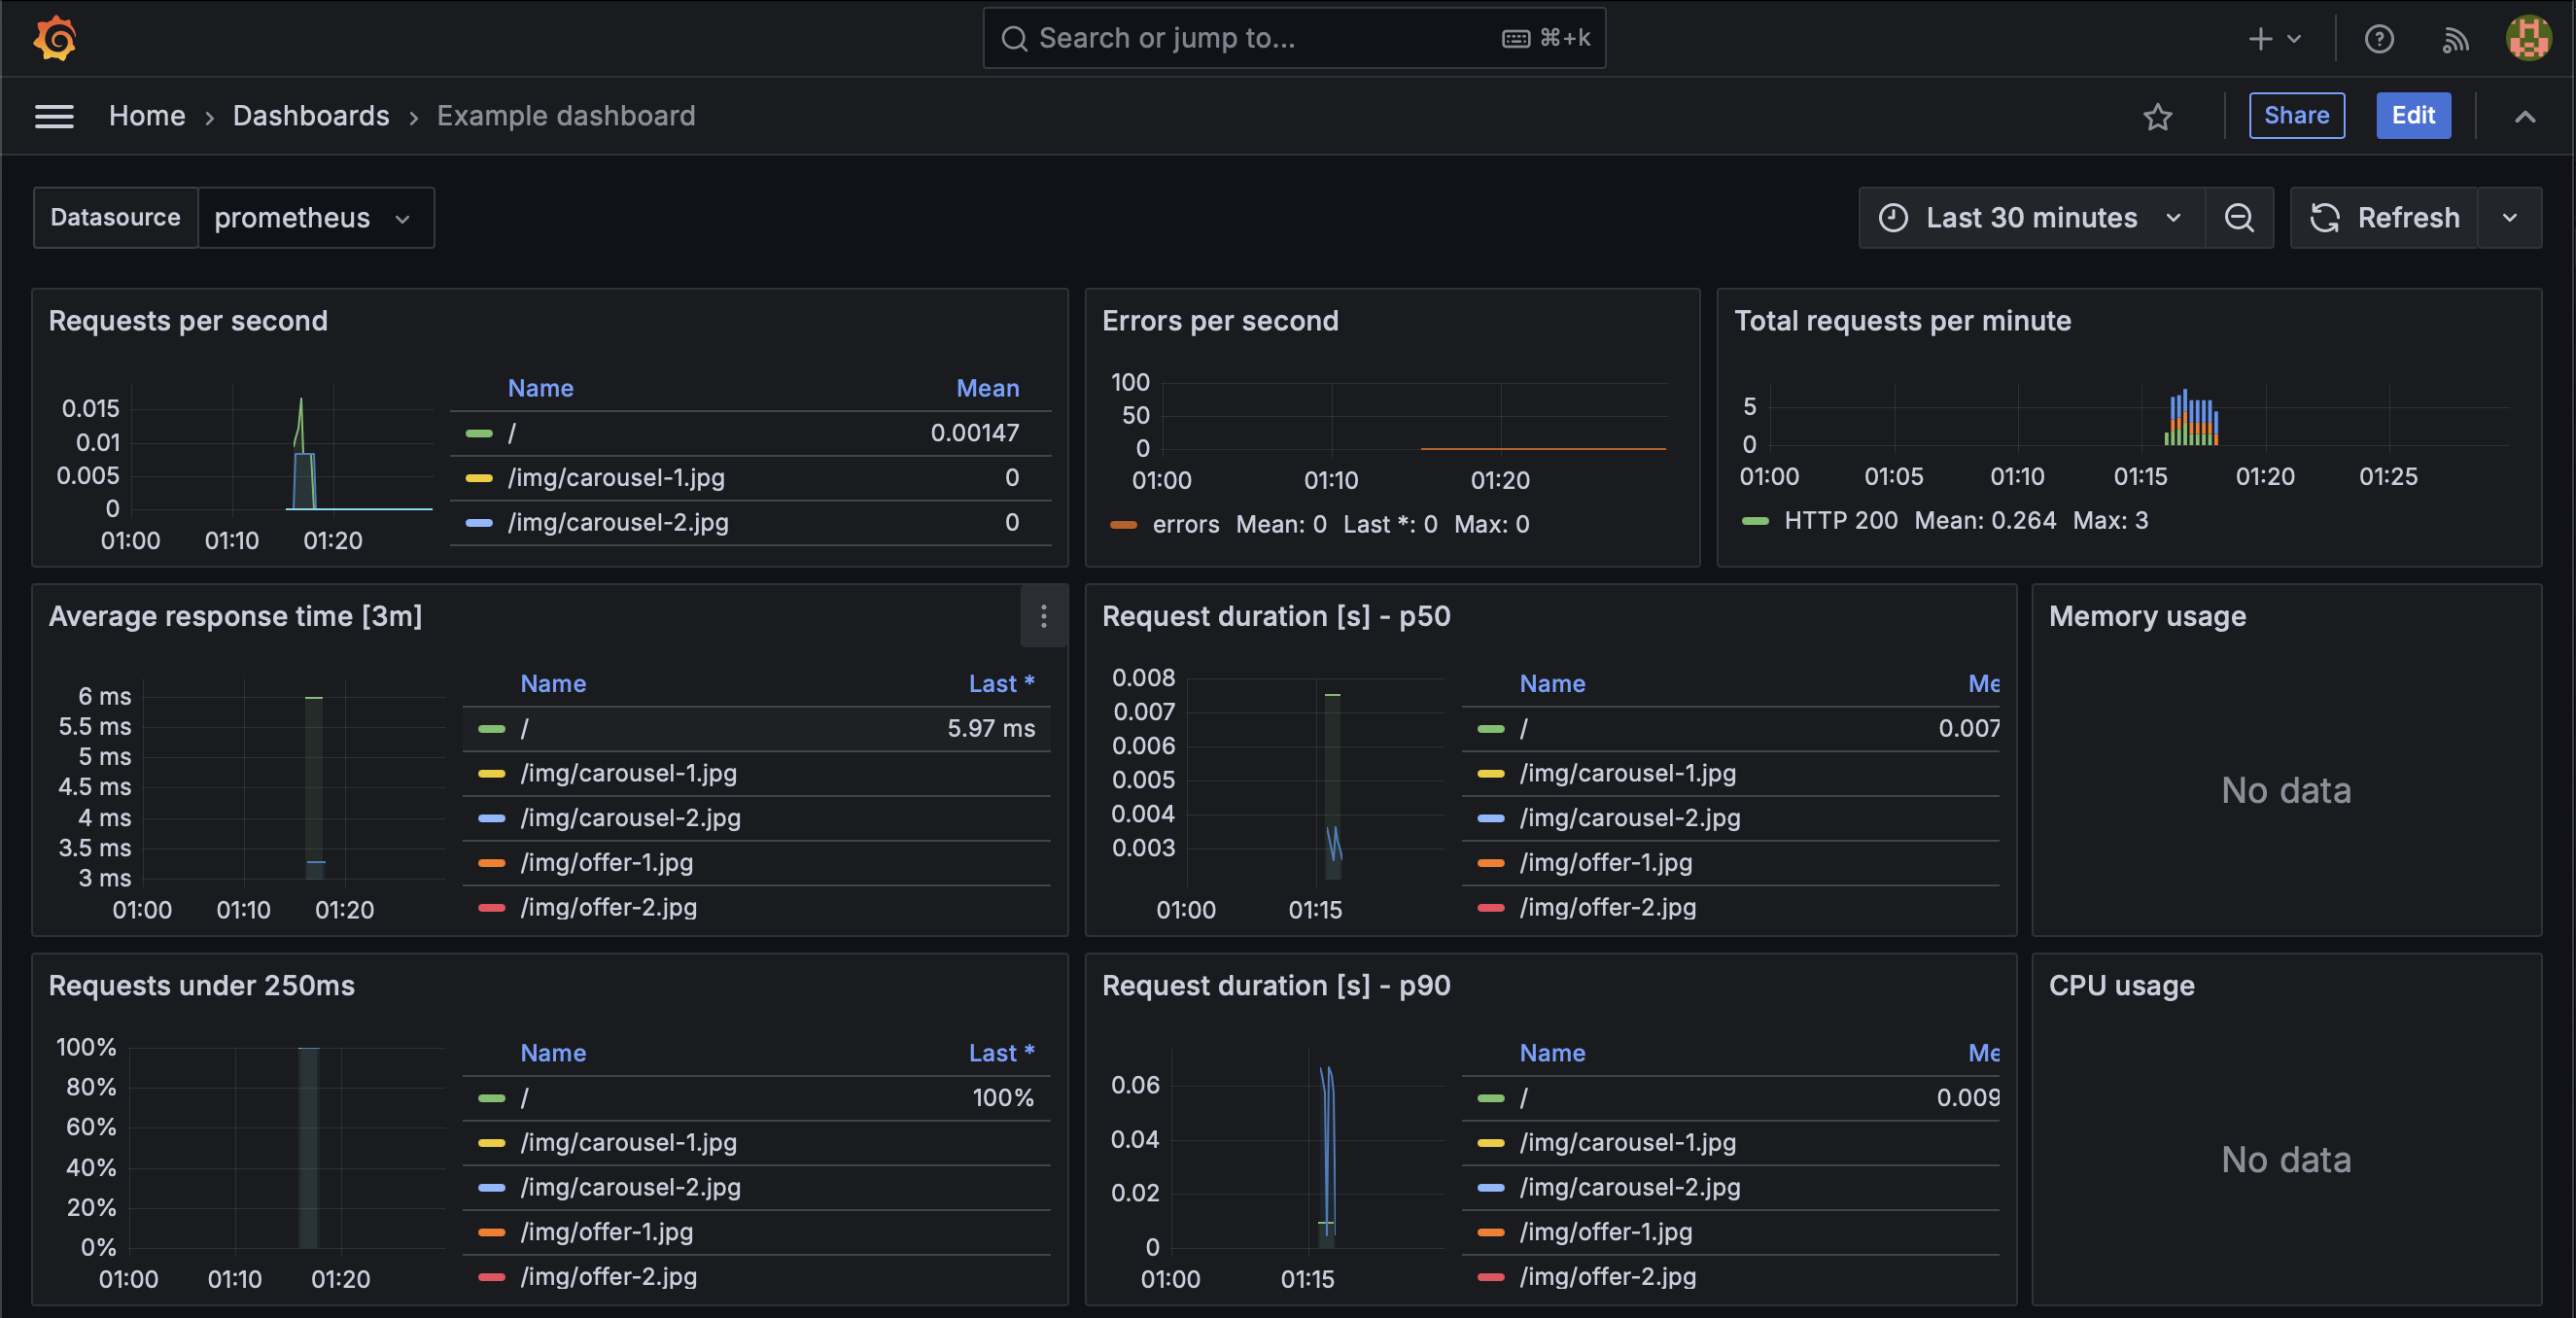 Search or jump to... ⌘+k
Home › Dashboards › Example dashboard Share Edit
Datasource prometheus Last 30 minutes Refresh
Requests per second
Name Mean
0.015
0.01
0.005
0
01:00 01:10 01:20
/ 0.00147
/img/carousel-1.jpg 0
/img/carousel-2.jpg 0
Errors per second
100
50
0
01:00 01:10 01:20
errors Mean: 0 Last *: 0 Max: 0
Total requests per minute
5
0
01:00 01:05 01:10 01:15 01:20 01:25
HTTP 200 Mean: 0.264 Max: 3
Average response time [3m]
6 ms
5.5 ms
5 ms
4.5 ms
4 ms
3.5 ms
3 ms
01:00 01:10 01:20
Name Last *
/ 5.97 ms
/img/carousel-1.jpg
/img/carousel-2.jpg
/img/offer-1.jpg
/img/offer-2.jpg
Request duration [s] - p50
0.008
0.007
0.006
0.005
0.004
0.003
01:00 01:15
Name Me
/ 0.007
/img/carousel-1.jpg
/img/carousel-2.jpg
/img/offer-1.jpg
/img/offer-2.jpg
Memory usage
No data
Requests under 250ms
100%
80%
60%
40%
20%
0%
01:00 01:10 01:20
Name Last *
/ 100%
/img/carousel-1.jpg
/img/carousel-2.jpg
/img/offer-1.jpg
/img/offer-2.jpg
Request duration [s] - p90
0.06
0.04
0.02
0
01:00 01:15
Name Me
/ 0.009
/img/carousel-1.jpg
/img/carousel-2.jpg
/img/offer-1.jpg
/img/offer-2.jpg
CPU usage
No data